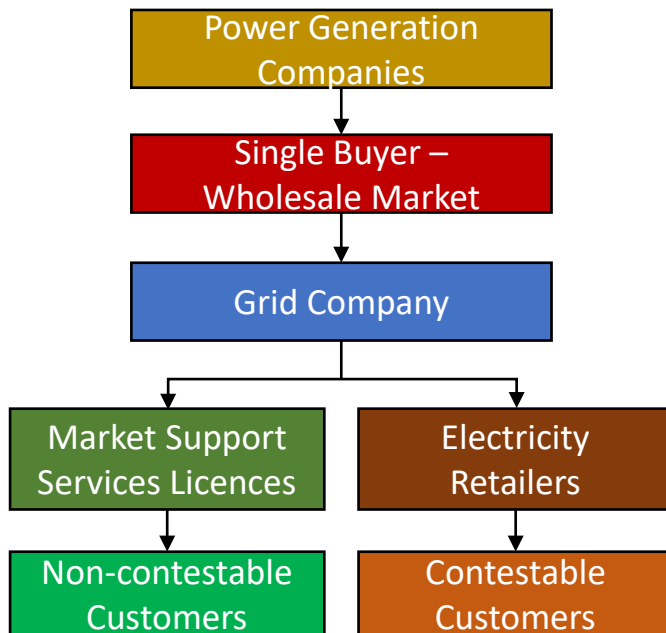 Power Generation
Companies
Single Buyer –
Wholesale Market
Grid Company
Market Support
Services Licences
Electricity
Retailers
Non-contestable
Customers
Contestable
Customers